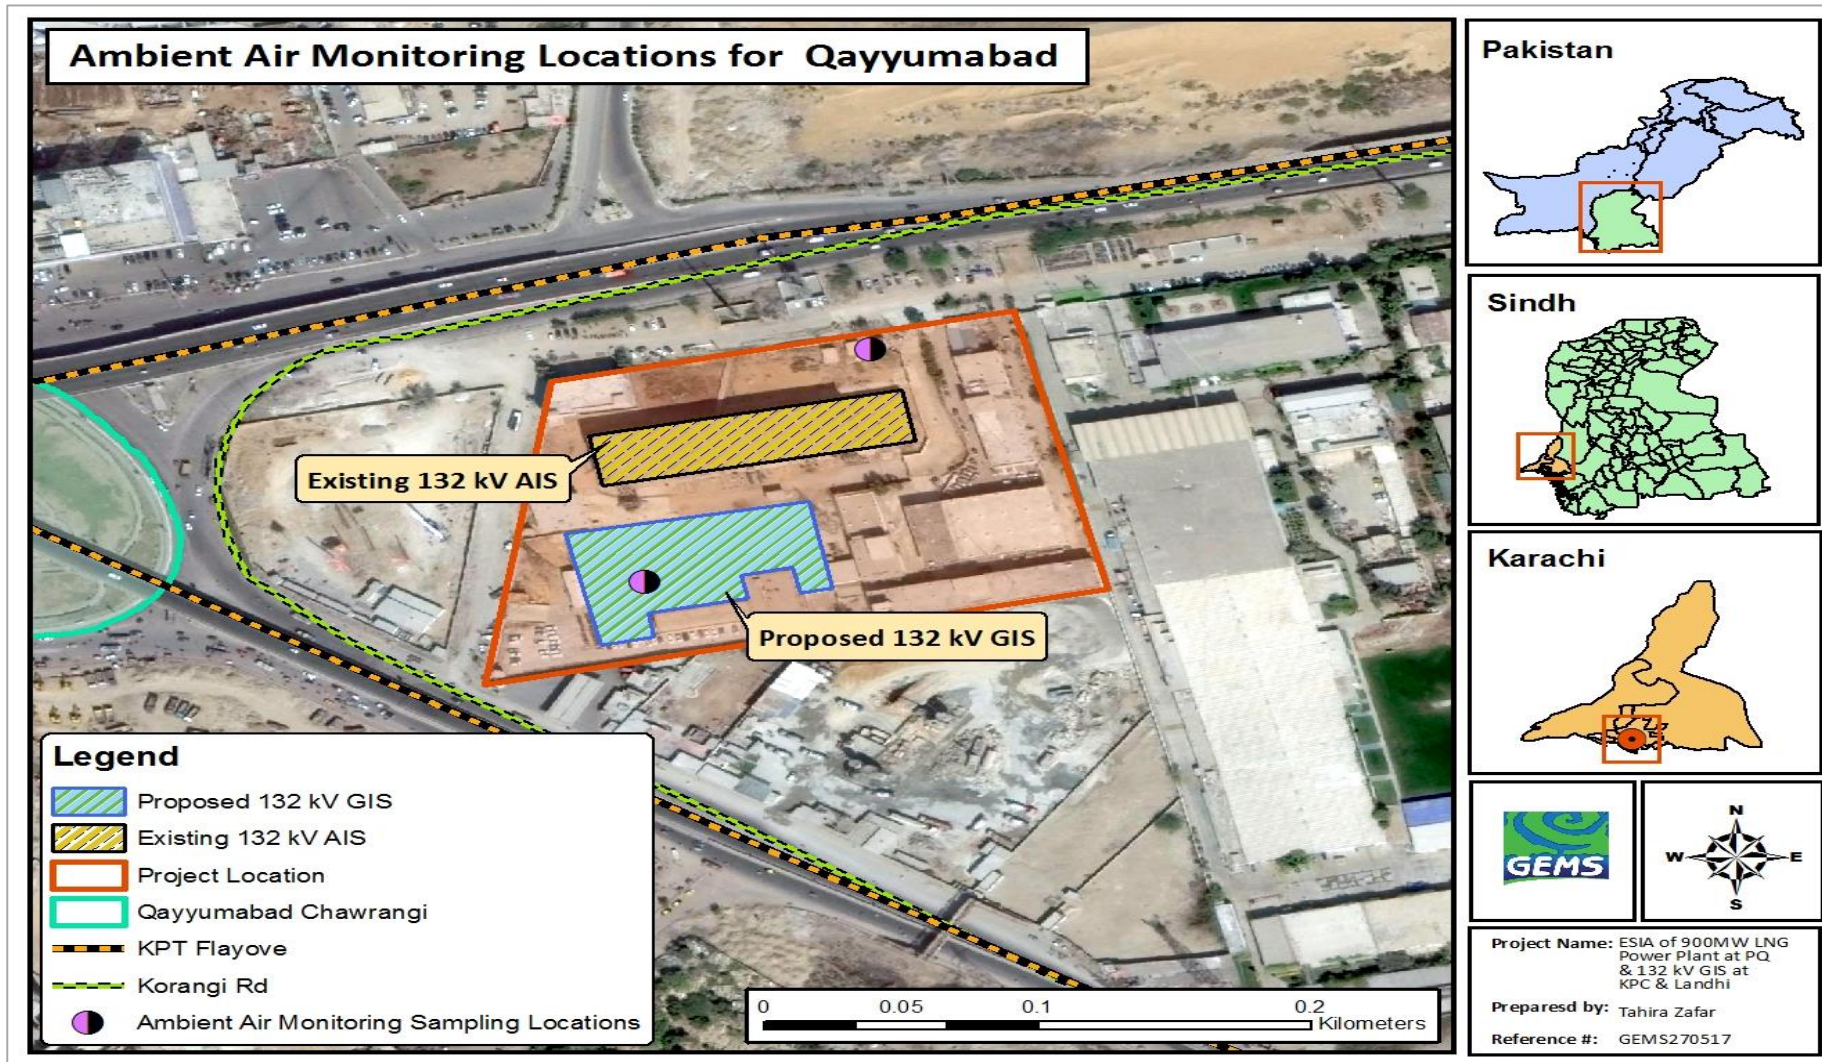 Ambient Air Monitoring Locations for Qayyumabad
Existing 132 kV AIS
Proposed 132 kV GIS
Legend
Proposed 132 kV GIS
Existing 132 kV AIS
Project Location
Qayyumabad Chawrangi
KPT Flayove
Korangi Rd
Ambient Air Monitoring Sampling Locations
0 0.05 0.1 0.2
Kilometers
Pakistan
Sindh
Karachi
GEMS
N
W E
S
Project Name: ESIA of 900MW LNG
Power Plant at PQ
& 132 kV GIS at
KPC & Landhi
Preparesd by: Tahira Zafar
Reference #: GEMS270517